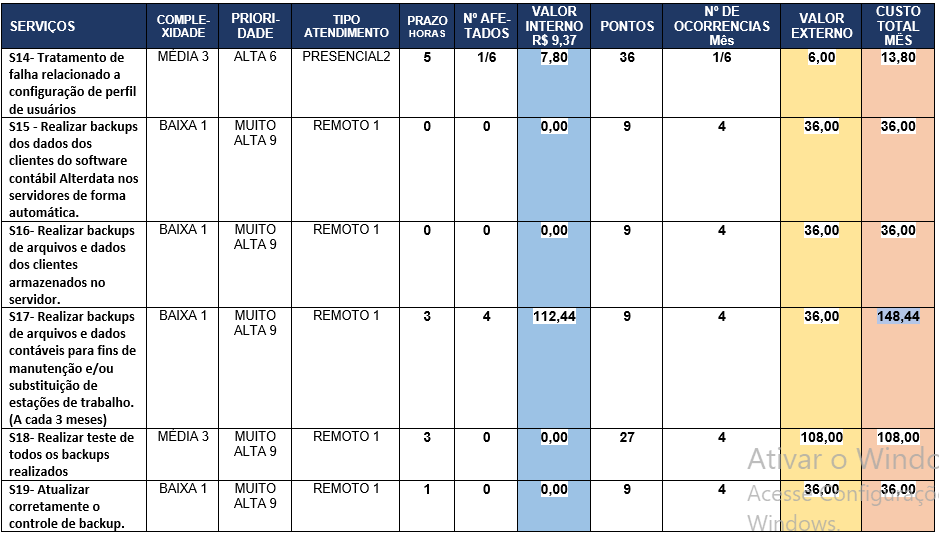 SERVIÇOS COMPLE-XIDADE PRIORI-DADE TIPO ATENDIMENTO PRAZO HORAS Nº AFE-TADOS VALOR INTERNO R$ 9,37 PONTOS Nº DE OCORRENCIAS Mês VALOR EXTERNO CUSTO TOTAL MÊS
S14- Tratamento de MÉDIA 3 ALTA 6 PRESENCIAL2 5 1/6 7,80 36 1/6 6,00 13,80
falha relacionado a
configuração de perfil
de usuários
S15 - Realizar backups BAIXA 1 MUITO REMOTO 1 0 0 0,00 9 4 36,00 36,00
dos dados dos ALTA 9
clientes do software
contábil Alterdata nos
servidores de forma
automática.
S16- Realizar backups BAIXA 1 MUITO REMOTO 1 0 0 0,00 9 4 36,00 36,00
de arquivos e dados ALTA 9
dos clientes
armazenados no
servidor.
S17- Realizar backups BAIXA 1 MUITO REMOTO 1 3 4 112,44 9 4 36,00 148,44
de arquivos e dados ALTA 9
contáveis para fins de
manutenção e/ou
substituição de
estações de trabalho.
(A cada 3 meses)
S18- Realizar teste de MÉDIA 3 MUITO REMOTO 1 3 0 0,00 27 4 108,00 108,00
todos os backups ALTA 9
realizados
S19- Atualizar BAIXA 1 MUITO REMOTO 1 1 0 0,00 9 4 36,00 36,00
corretamente o ALTA 9
controle de backup.
Ativar o Windo
Acesse Configuraçõ
Windows.